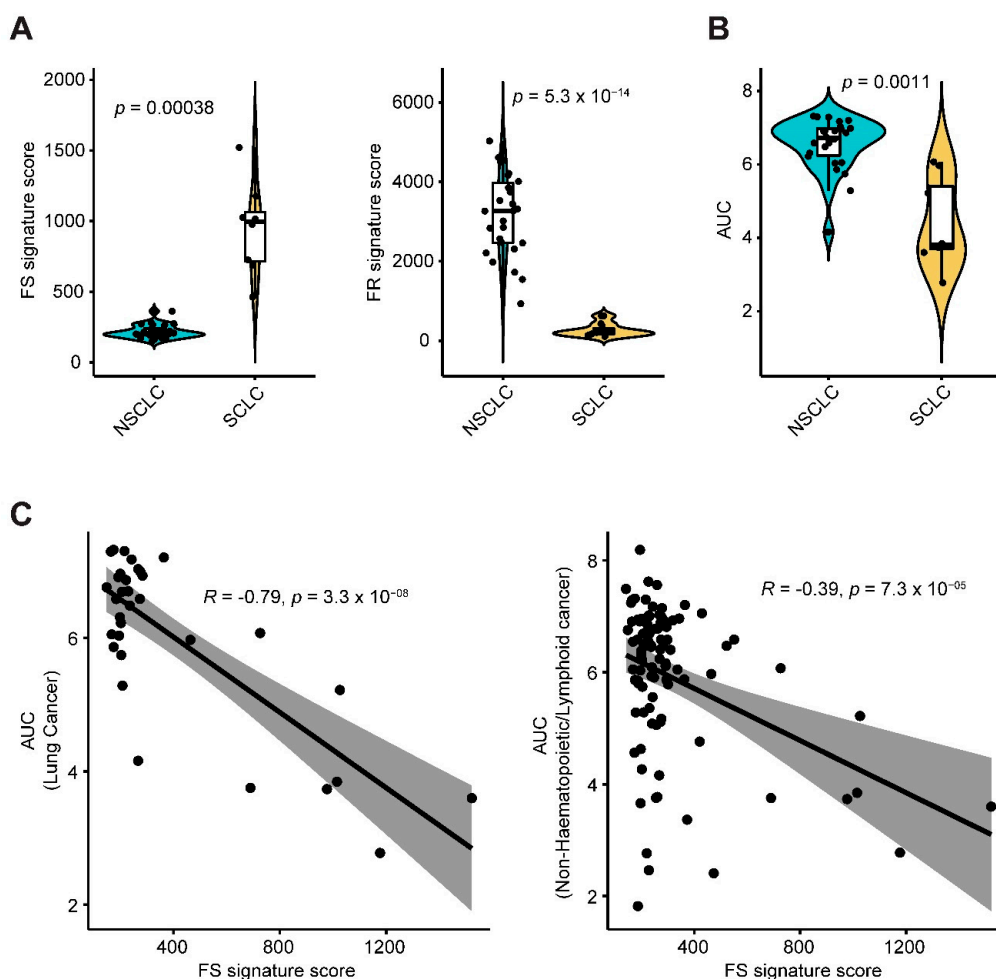 A
B
FS signature score
2000
1500
1000
500
0
p = 0.00038
NSCLC
SCLC
FR signature score
6000
4000
2000
0
p = 5.3 x 10⁻¹⁴
NSCLC
SCLC
AUC
8
6
4
2
p = 0.0011
NSCLC
SCLC
C
AUC
(Lung Cancer)
6
4
2
R = -0.79, p = 3.3 x 10⁻⁰⁸
400
800
1200
FS signature score
AUC
(Non-Haematopoietic/Lymphoid cancer)
8
6
4
2
R = -0.39, p = 7.3 x 10⁻⁰⁵
400
800
1200
FS signature score